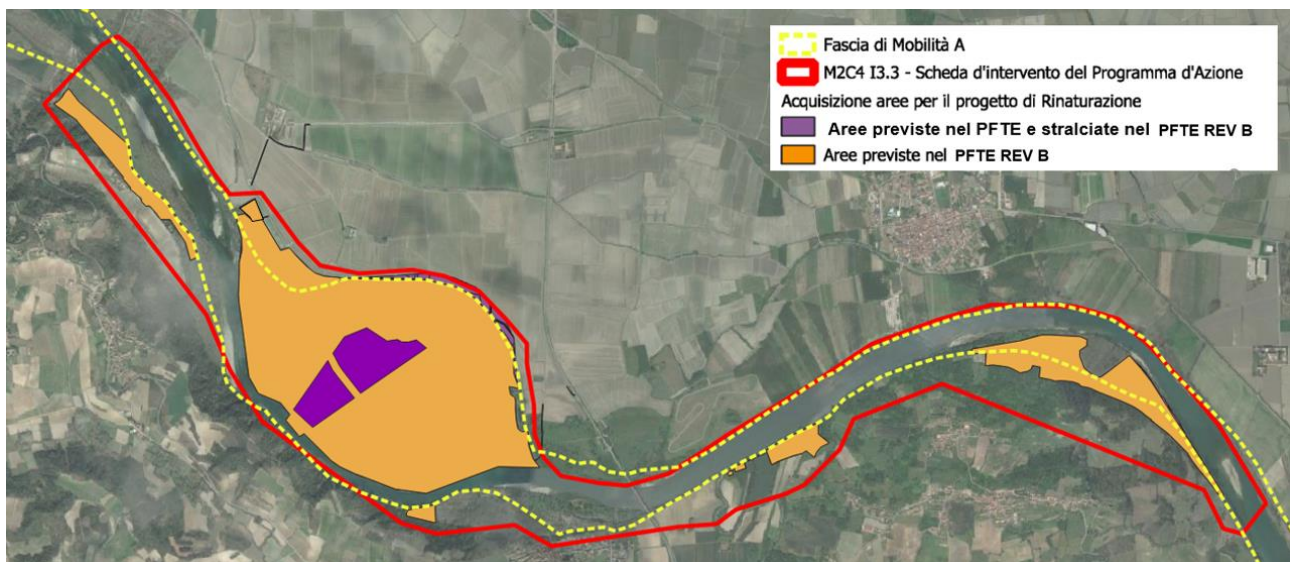 Fascia di Mobilità A
M2C4 I3.3 - Scheda d'intervento del Programma d'Azione
Acquisizione aree per il progetto di Rinaturazione
Aree previste nel PFTE e stralciate nel PFTE REV B
Aree previste nel PFTE REV B